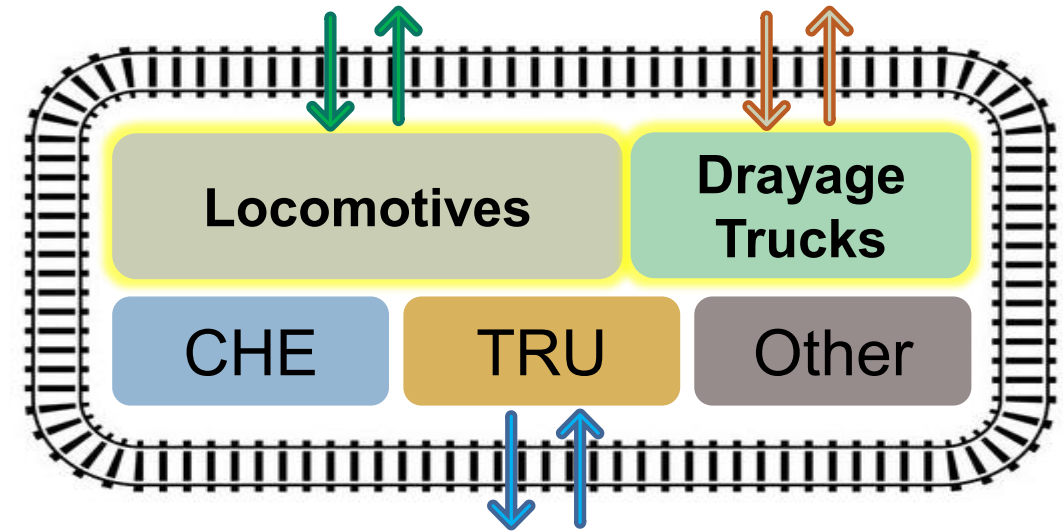 Locomotives
Drayage
Trucks
CHE
TRU
Other